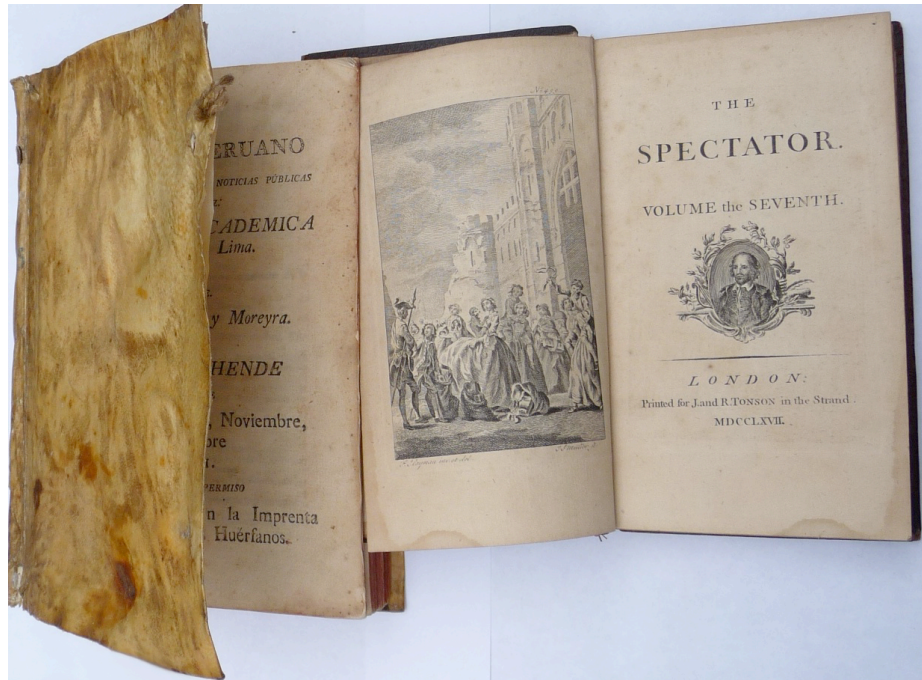 ERUANO
NOTICIAS PÚBLICAS
CADEMICA
Lima.
y Moreyra.
HENDE
, Noviembre,
bre
PERMISO
n la Imprenta
Huérfanos.
THE
SPECTATOR.
VOLUME the SEVENTH.
LONDON:
Printed for J. and R. TONSON in the Strand.
MDCCLXVII.